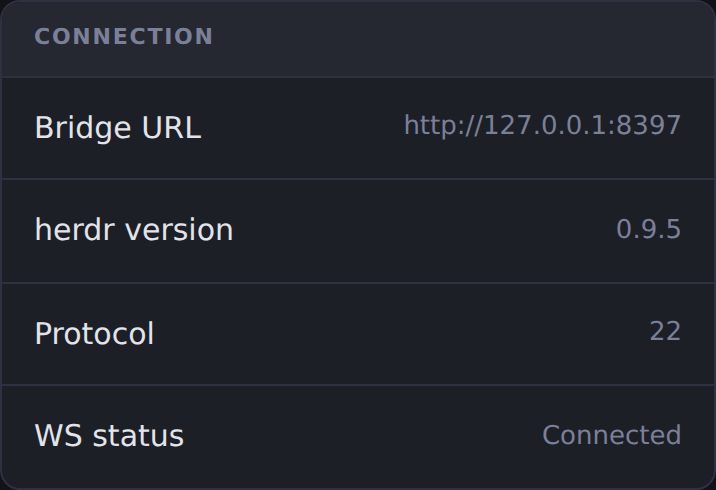 CONNECTION
Bridge URL http://127.0.0.1:8397
herdr version 0.9.5
Protocol 22
WS status Connected